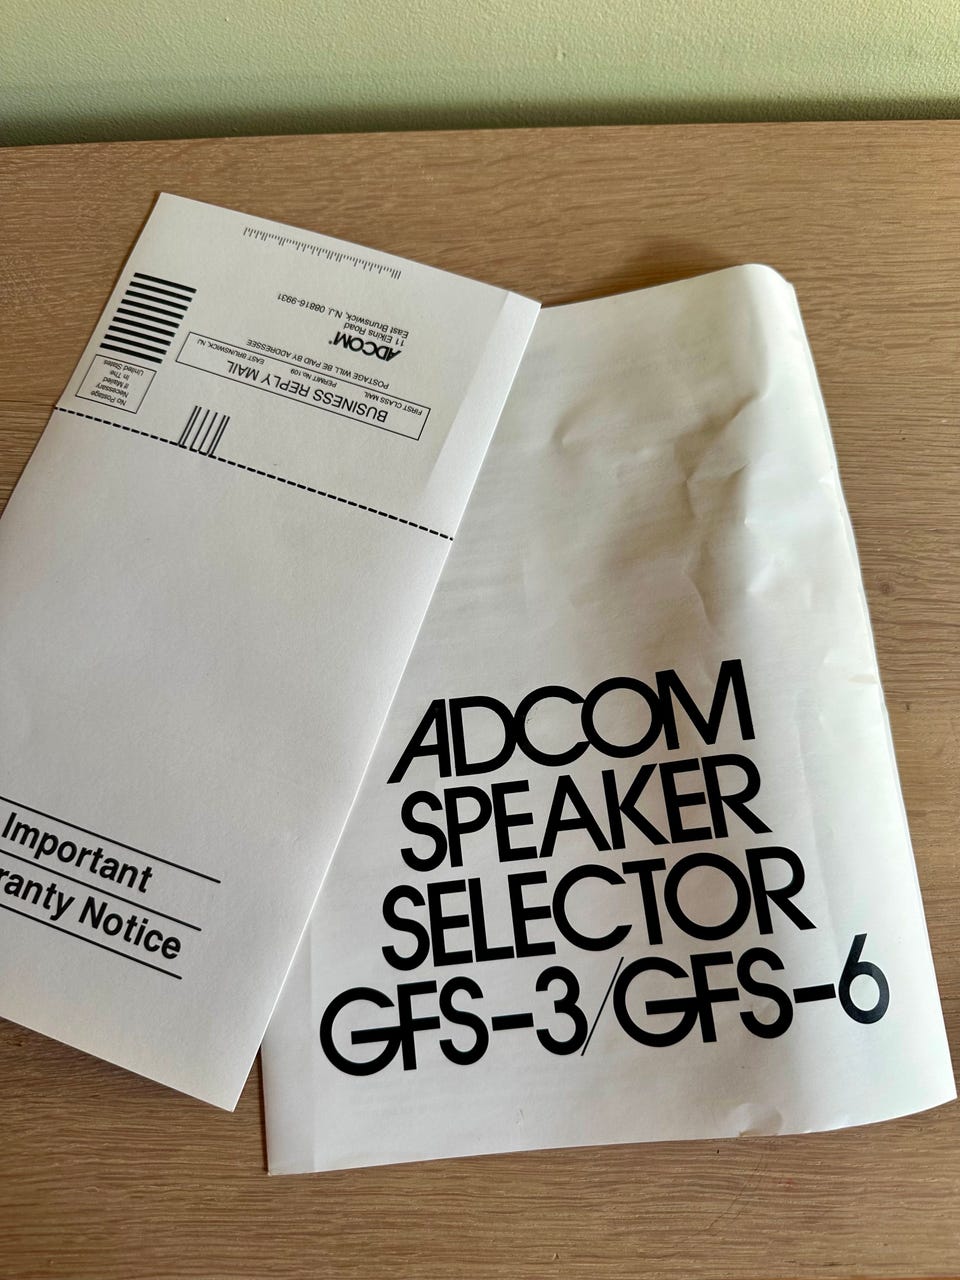 No Postage
Necessary
If Mailed
In The
United States
BUSINESS REPLY MAIL
FIRST CLASS MAIL PERMIT No. 109 EAST BRUNSWICK, NJ
POSTAGE WILL BE PAID BY ADDRESSEE
ADCOM®
11 Elkins Road
East Brunswick, N.J. 08816-9931
Important
ranty Notice
ADCOM
SPEAKER
SELECTOR
GFS-3/GFS-6